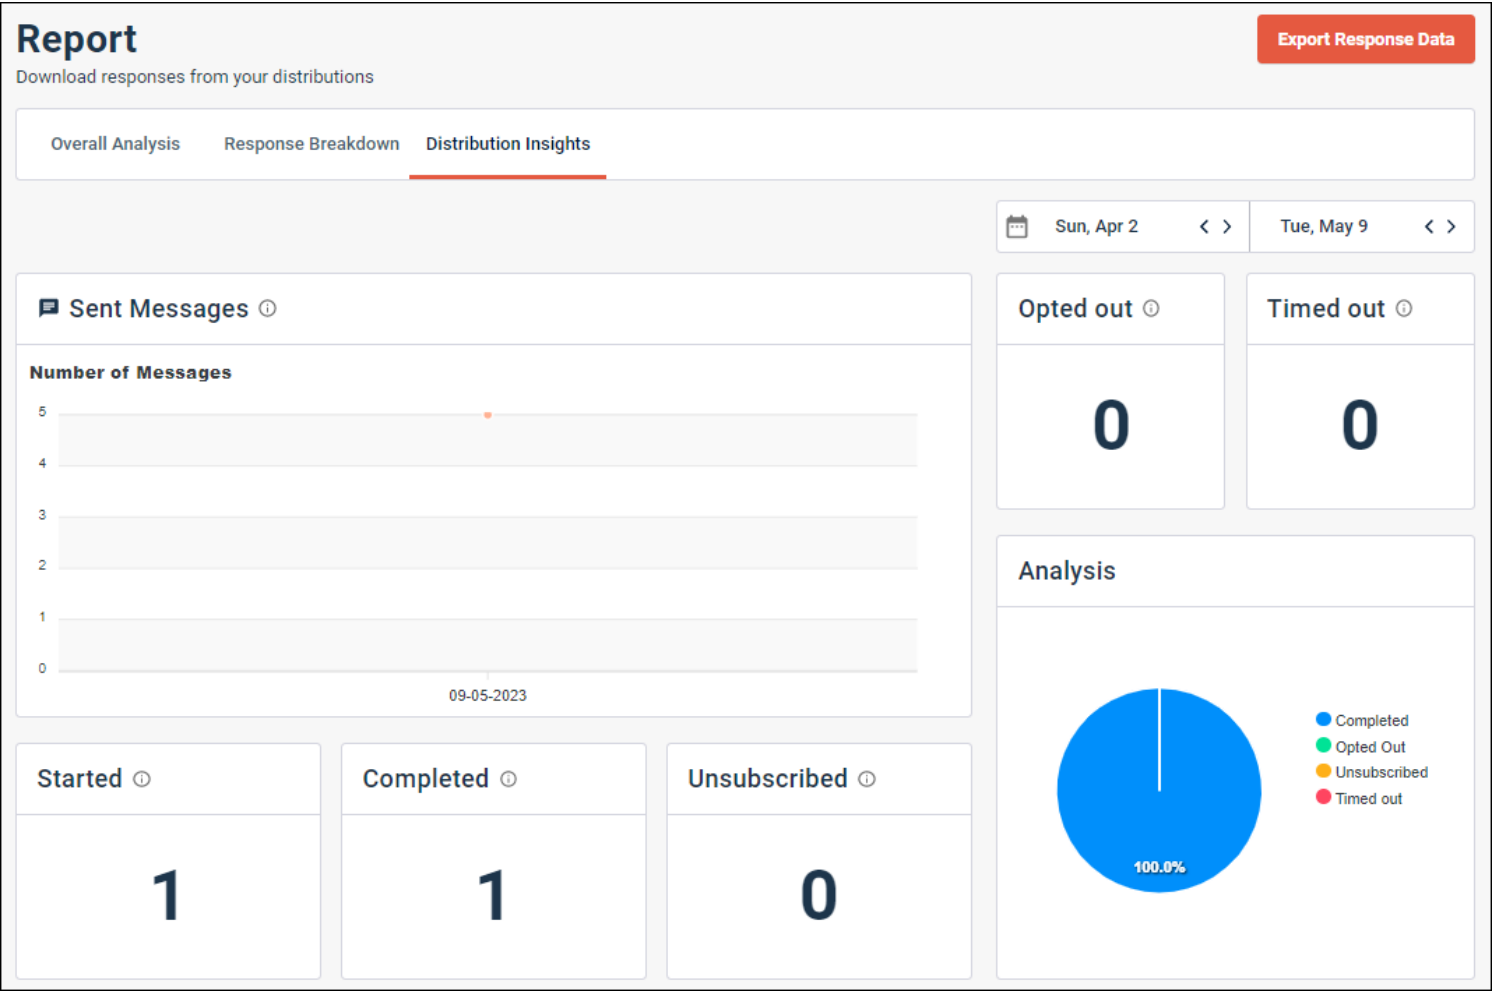 Report
Export Response Data
Download responses from your distributions
Overall Analysis
Response Breakdown
Distribution Insights
Sun, Apr 2
Tue, May 9
Sent Messages
Number of Messages
5
4
3
2
1
0
09-05-2023
Opted out
0
Timed out
0
Analysis
100.0%
Completed
Opted Out
Unsubscribed
Timed out
Started
1
Completed
1
Unsubscribed
0